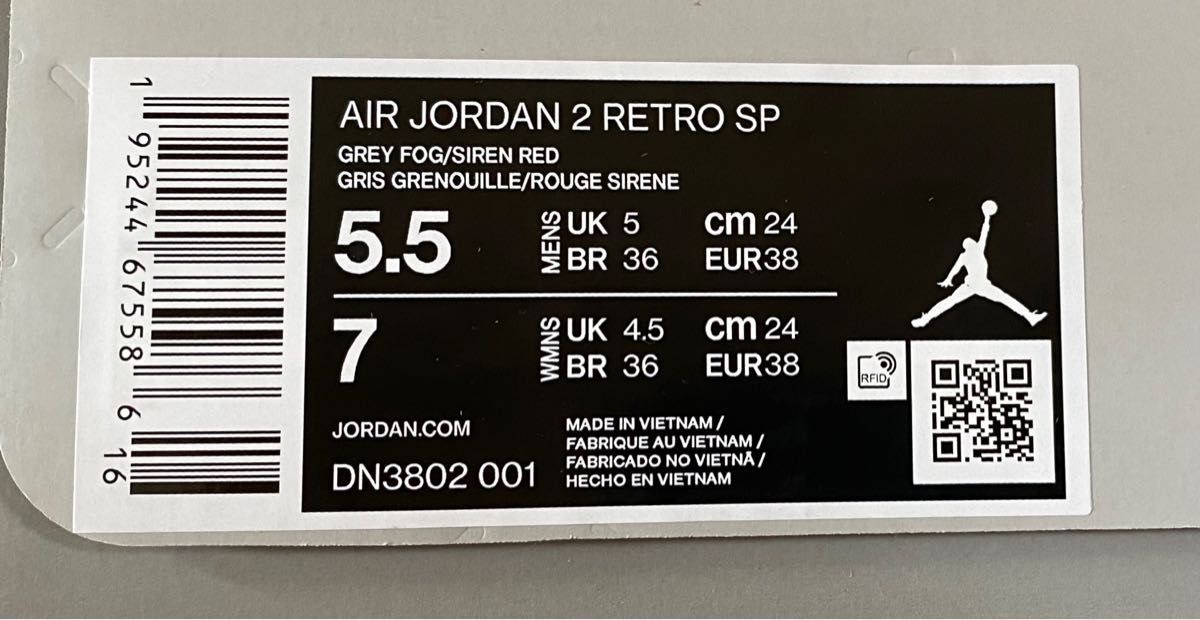 1 95244 67558 6 16
AIR JORDAN 2 RETRO SP
GREY FOG/SIREN RED
GRIS GRENOUILLE/ROUGE SIRENE
5.5 MENS UK 5 cm 24
BR 36 EUR38
7 WMNS UK 4.5 cm 24
BR 36 EUR38
RFID
JORDAN.COM
DN3802 001
MADE IN VIETNAM /
FABRIQUE AU VIETNAM /
FABRICADO NO VIETNÃ /
HECHO EN VIETNAM